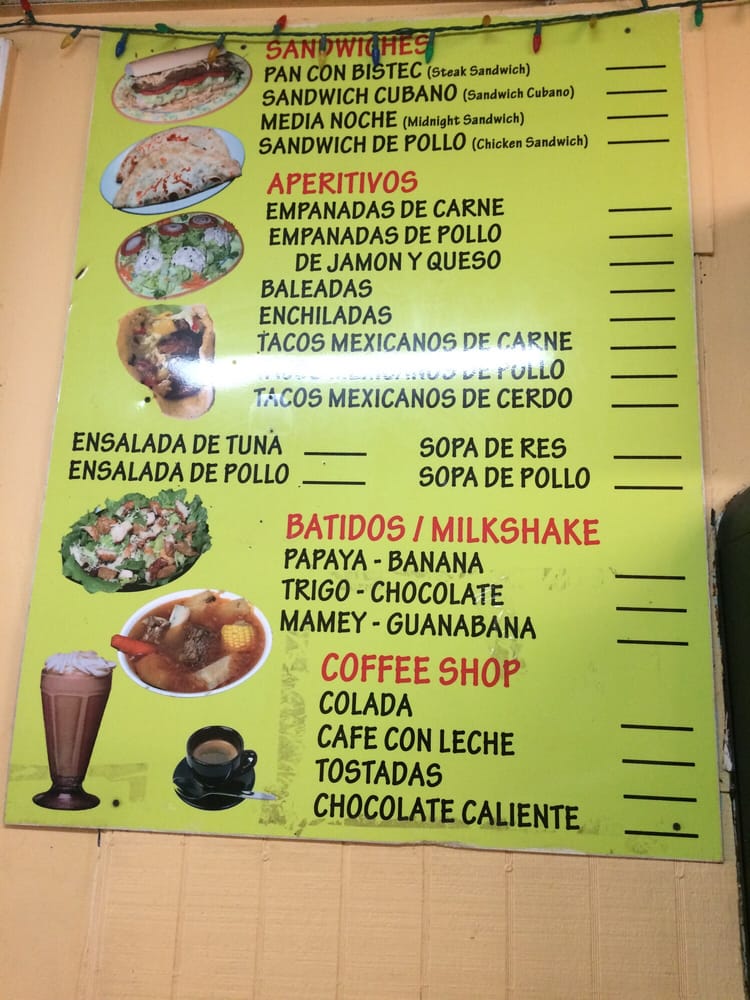 SANDWICHES
PAN CON BISTEC (Steak Sandwich)
SANDWICH CUBANO (Sandwich Cubano)
MEDIA NOCHE (Midnight Sandwich)
SANDWICH DE POLLO (Chicken Sandwich)
APERITIVOS
EMPANADAS DE CARNE
EMPANADAS DE POLLO
DE JAMON Y QUESO
BALEADAS
ENCHILADAS
TACOS MEXICANOS DE CARNE
TACOS MEXICANOS DE POLLO
TACOS MEXICANOS DE CERDO
ENSALADA DE TUNA
ENSALADA DE POLLO
SOPA DE RES
SOPA DE POLLO
BATIDOS / MILKSHAKE
PAPAYA - BANANA
TRIGO - CHOCOLATE
MAMEY - GUANABANA
COFFEE SHOP
COLADA
CAFE CON LECHE
TOSTADAS
CHOCOLATE CALIENTE